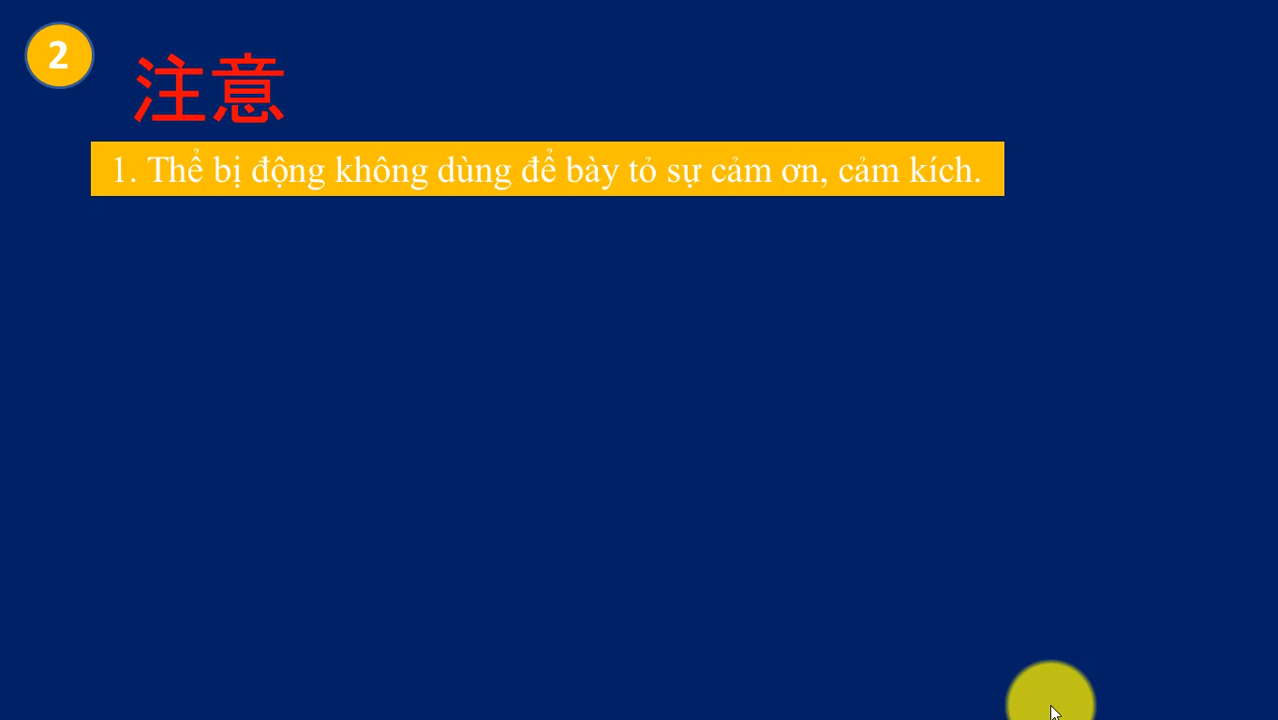 2
注意
1. Thể bị động không dùng để bày tỏ sự cảm ơn, cảm kích.